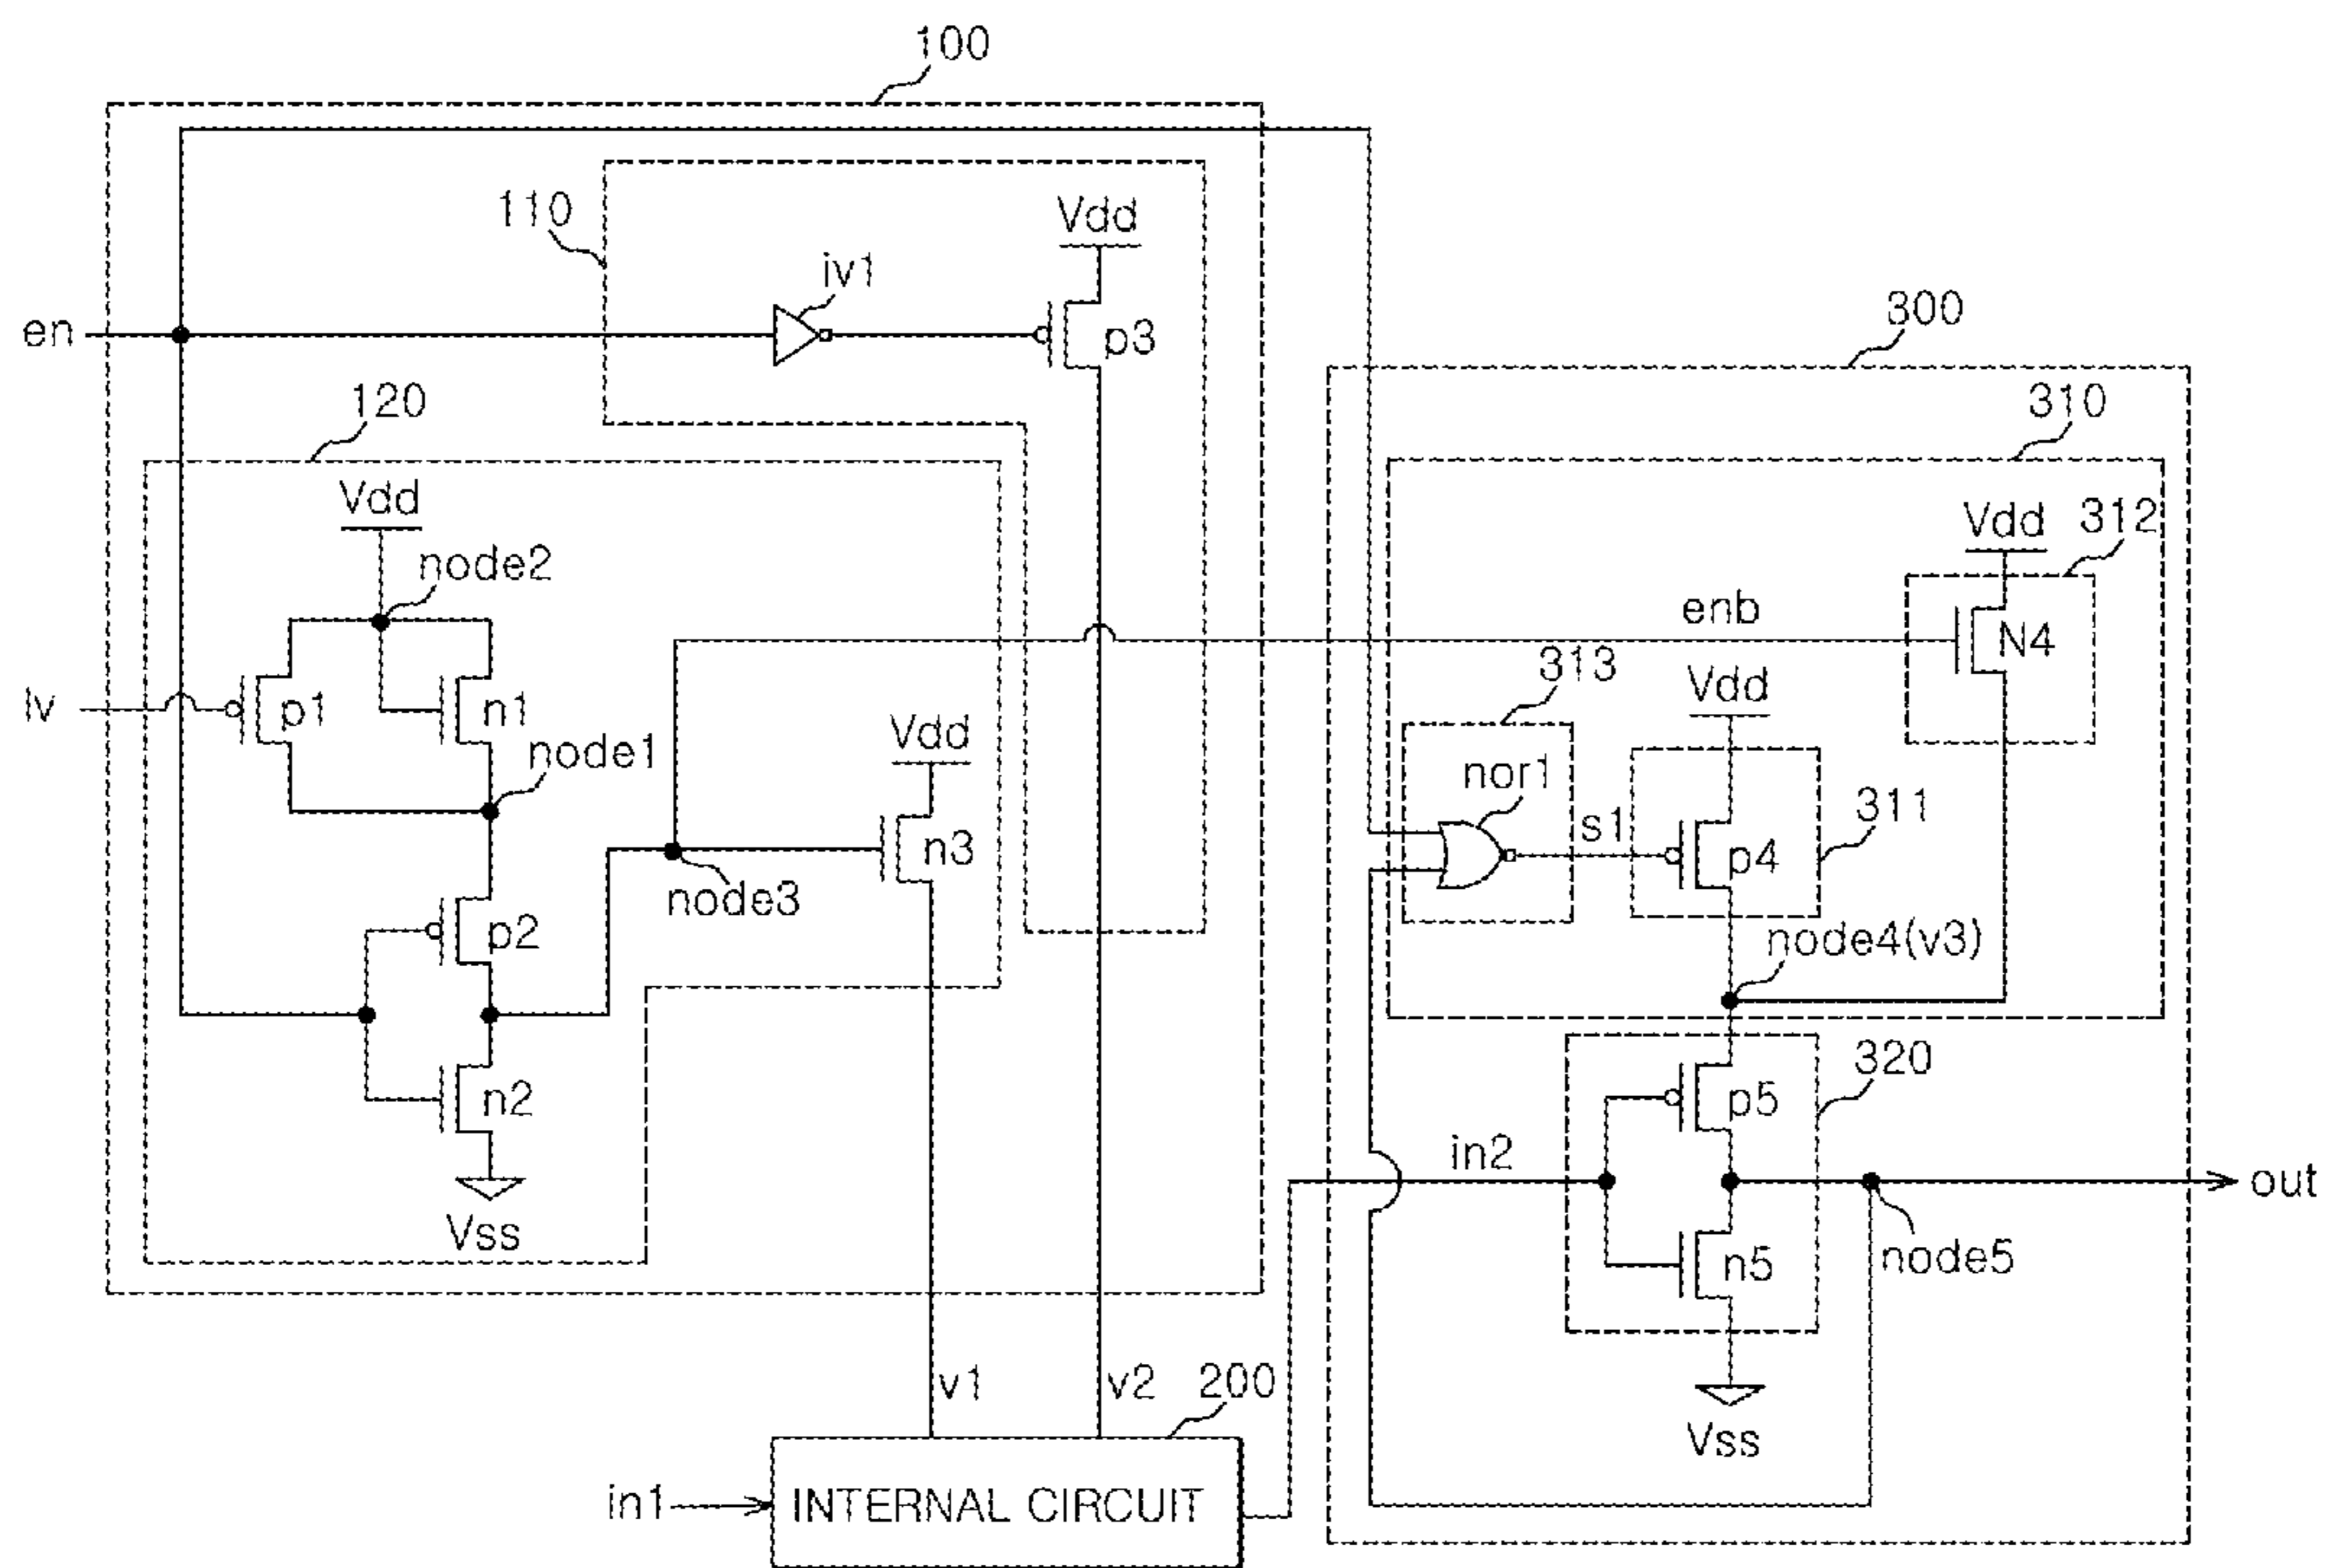 100
110
Vdd
iv1
en
p3
300
120
310
Vdd
Vdd
312
node2
enb
N4
313
lv
p1
n1
Vdd
node1
Vdd
nor1
311
s1
n3
p4
node3
p2
node4(v3)
320
n2
p5
in2
out
Vss
n5
node5
v1
v2
200
Vss
in1
INTERNAL CIRCUIT